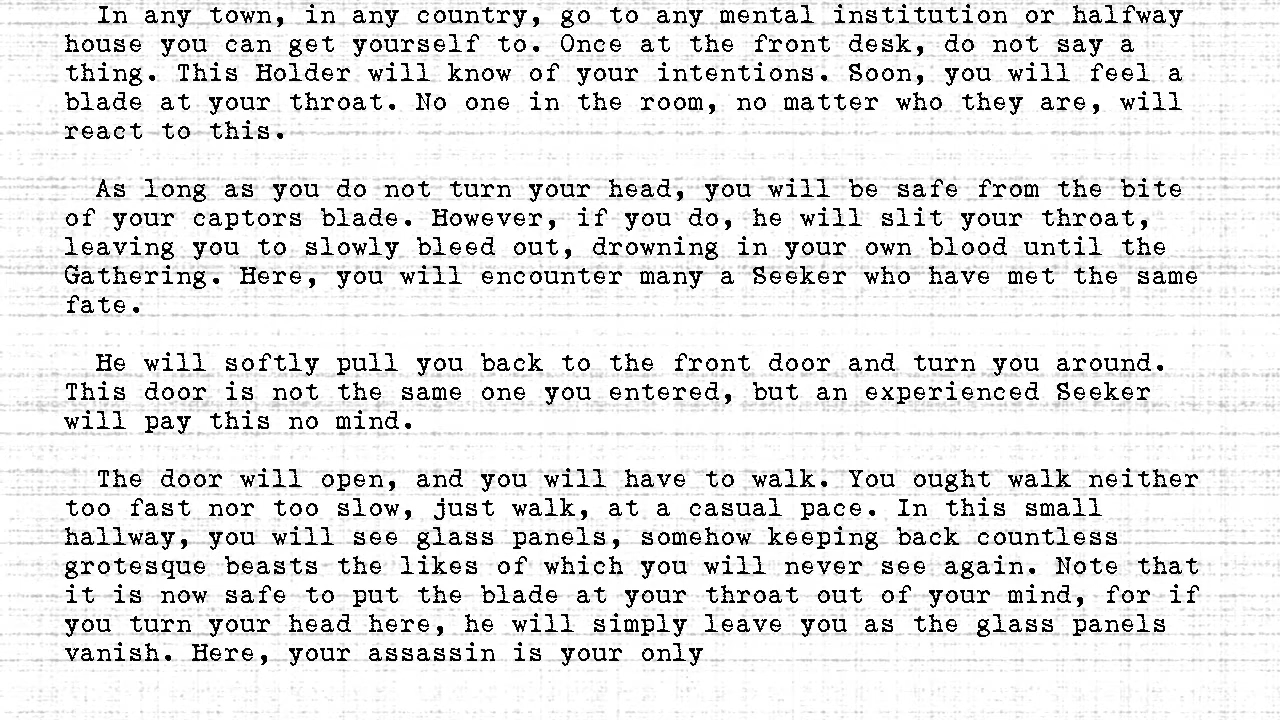 In any town, in any country, go to any mental institution or halfway
house you can get yourself to. Once at the front desk, do not say a
thing. This Holder will know of your intentions. Soon, you will feel a
blade at your throat. No one in the room, no matter who they are, will
react to this.
As long as you do not turn your head, you will be safe from the bite
of your captors blade. However, if you do, he will slit your throat,
leaving you to slowly bleed out, drowning in your own blood until the
Gathering. Here, you will encounter many a Seeker who have met the same
fate.
He will softly pull you back to the front door and turn you around.
This door is not the same one you entered, but an experienced Seeker
will pay this no mind.
The door will open, and you will have to walk. You ought walk neither
too fast nor too slow, just walk, at a casual pace. In this small
hallway, you will see glass panels, somehow keeping back countless
grotesque beasts the likes of which you will never see again. Note that
it is now safe to put the blade at your throat out of your mind, for if
you turn your head here, he will simply leave you as the glass panels
vanish. Here, your assassin is your only